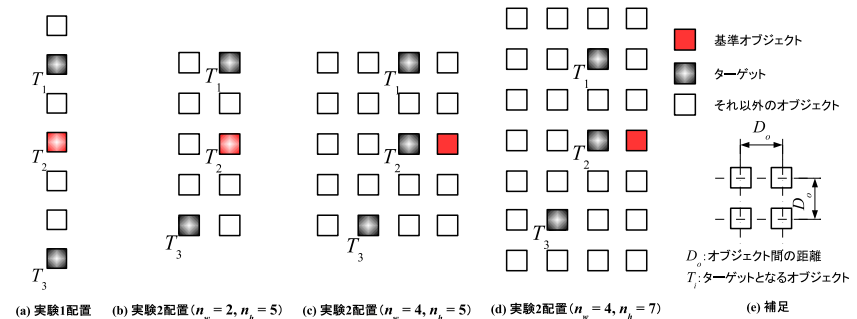 T1
T2
T3
(a) 実験1配置
T1
T2
T3
(b) 実験2配置(nw = 2, nh = 5)
T1
T2
T3
(c) 実験2配置(nw = 4, nh = 5)
T1
T2
T3
(d) 実験2配置(nw = 4, nh = 7)
基準オブジェクト
ターゲット
それ以外のオブジェクト
Do
Do
Do:オブジェクト間の距離
Ti:ターゲットとなるオブジェクト
(e) 補足